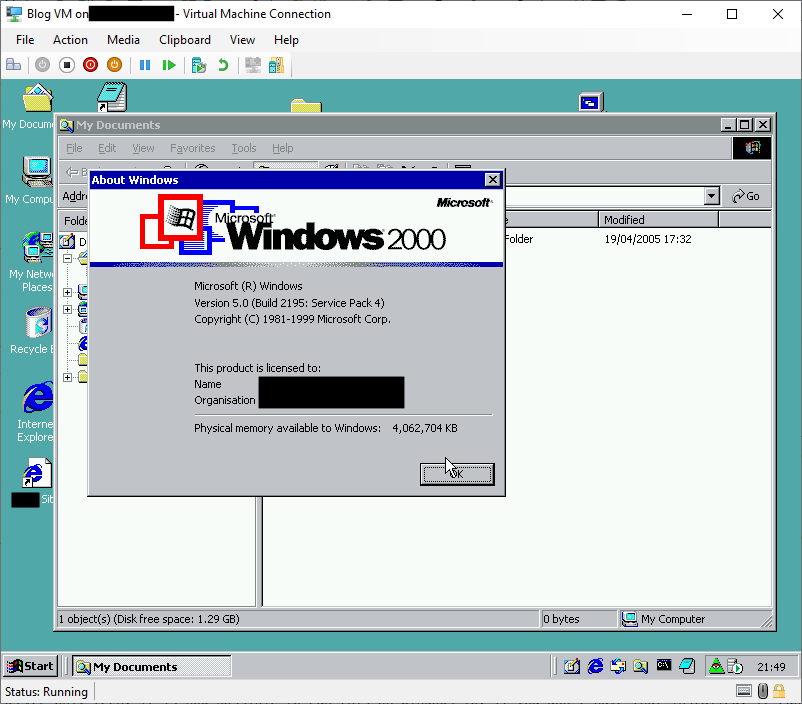 Blog VM on - Virtual Machine Connection
File Action Media Clipboard View Help
My Docum
My Compu
My Netw
Places
Recycle B
Interne
Explore
Sit
My Documents
File Edit View Favorites Tools Help
Addre
Go
Folde
Modified
Folder
19/04/2005 17:32
D
About Windows
Microsoft
Microsoft
Windows 2000
Microsoft (R) Windows
Version 5.0 (Build 2195: Service Pack 4)
Copyright (C) 1981-1999 Microsoft Corp.
This product is licensed to:
Name
Organisation
Physical memory available to Windows: 4,062,704 KB
OK
1 object(s) (Disk free space: 1.29 GB)
0 bytes
My Computer
Start
My Documents
21:49
Status: Running